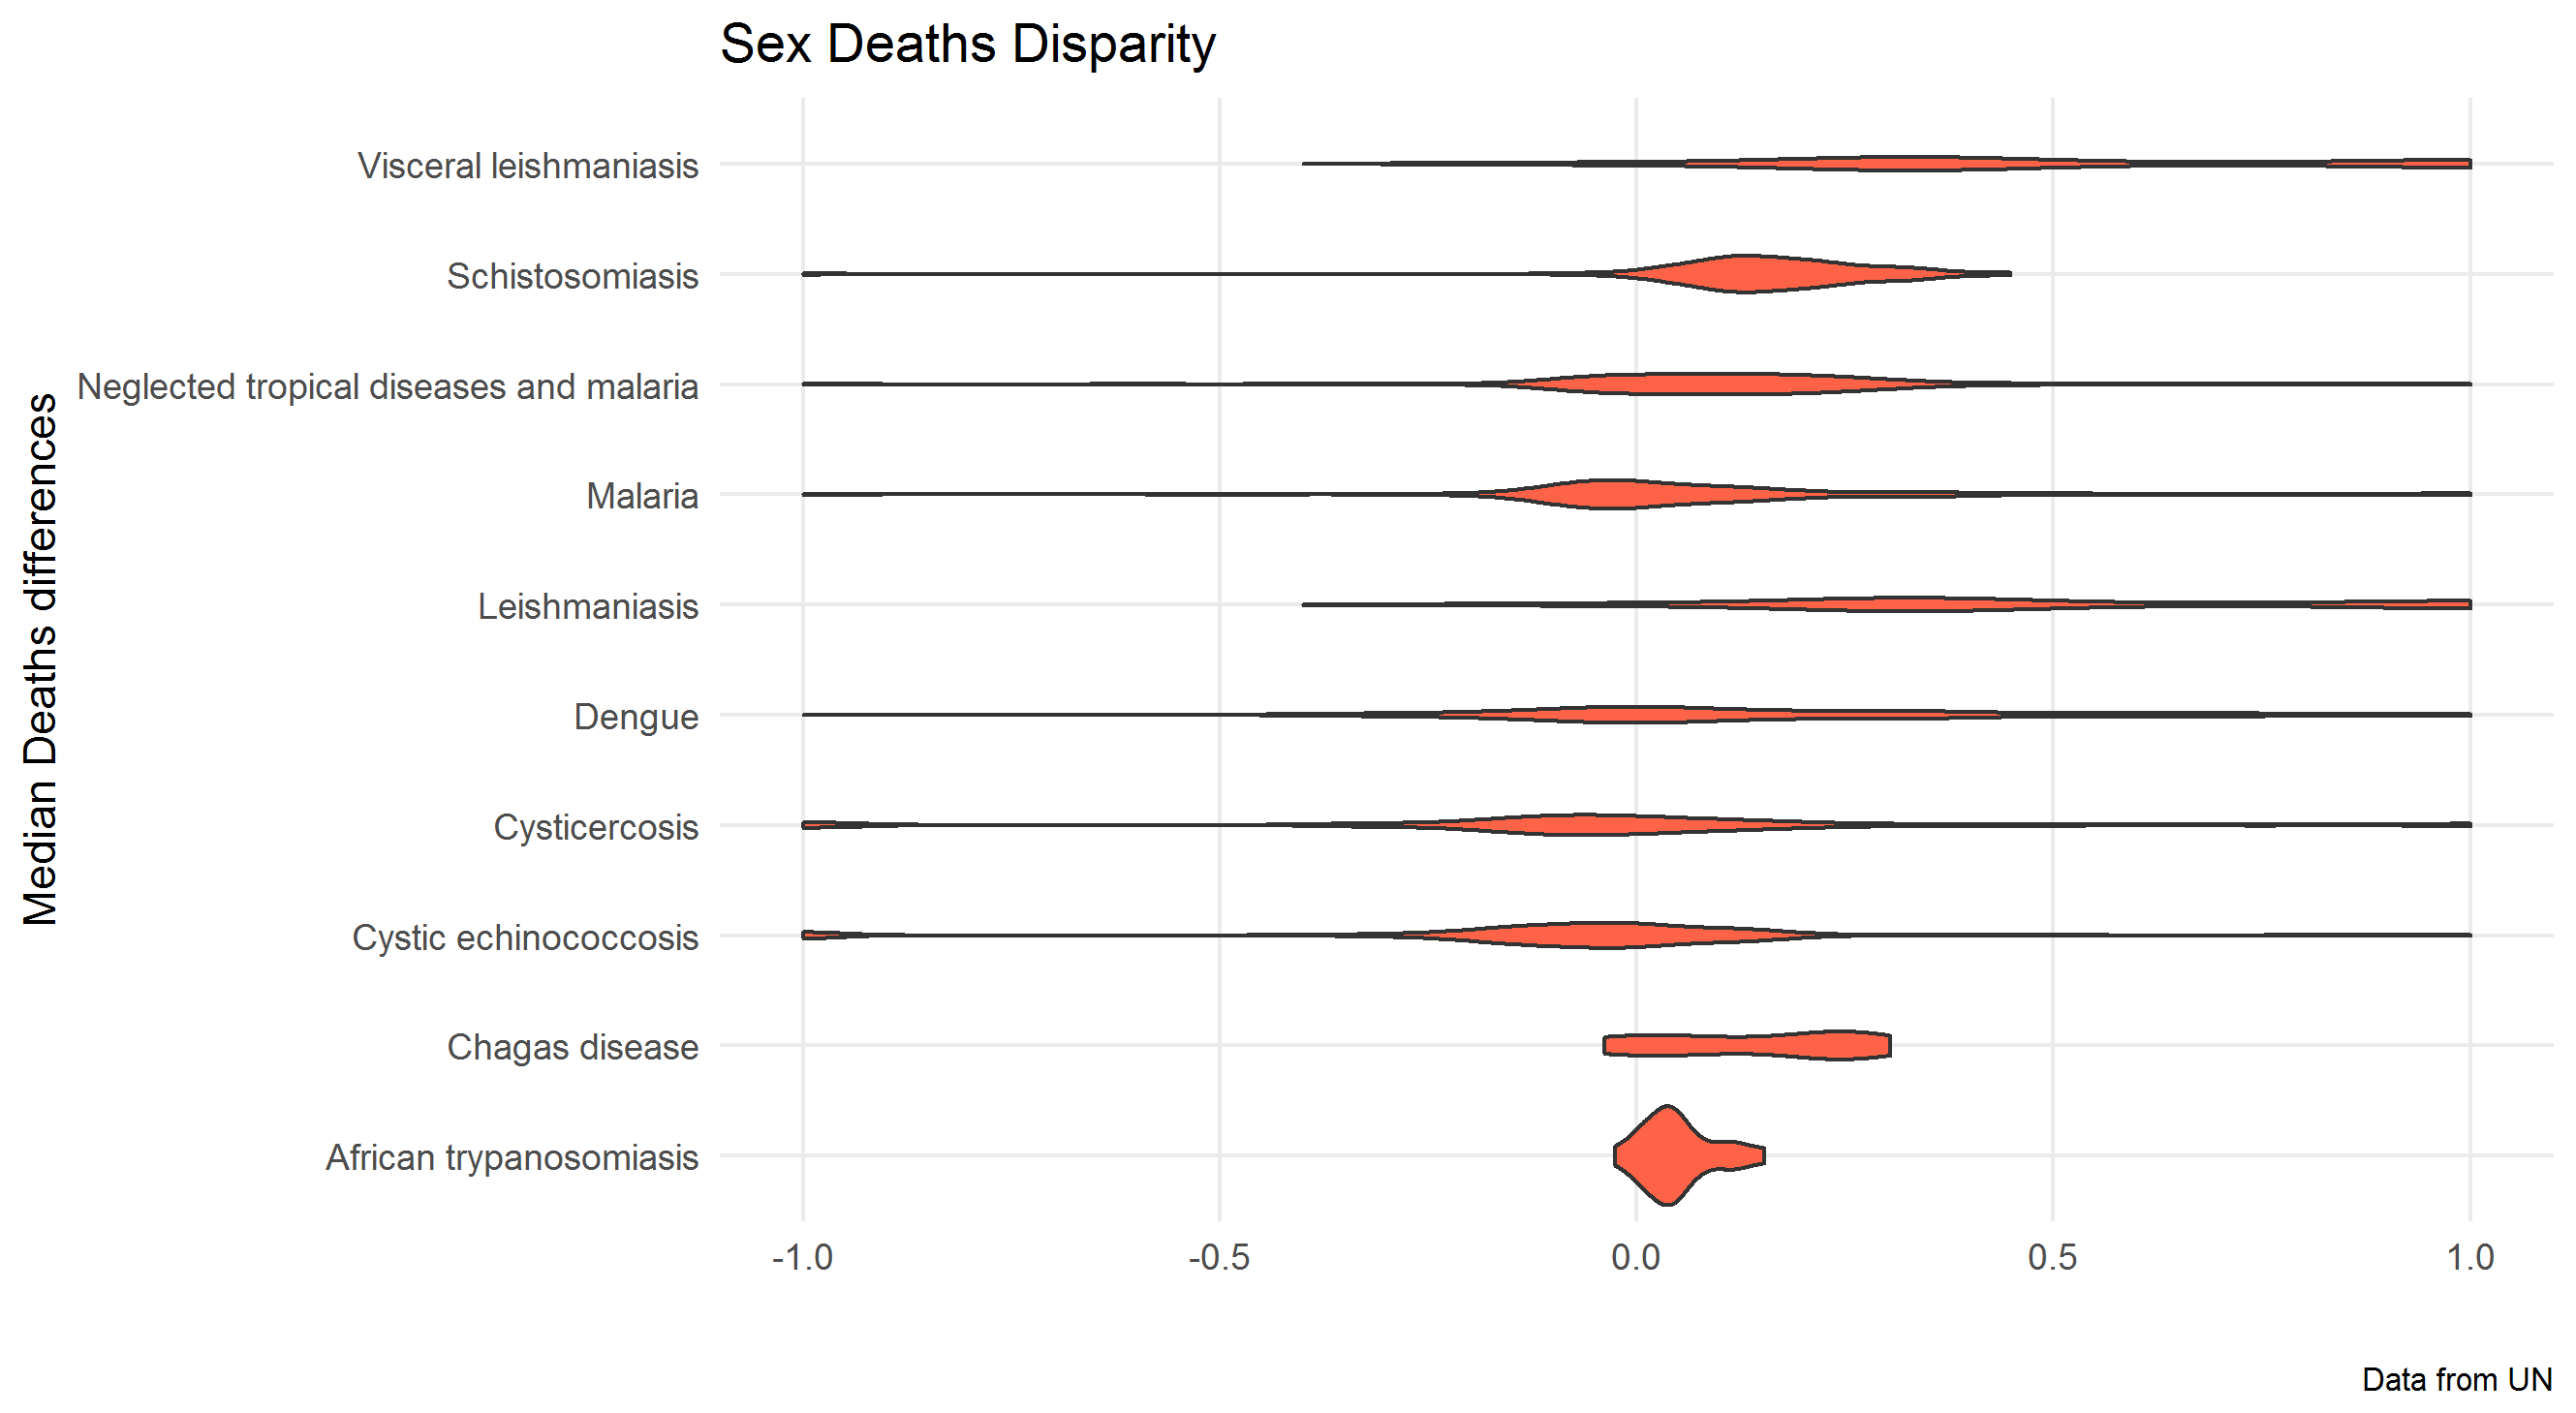 Sex Deaths Disparity
Median Deaths differences
Visceral leishmaniasis
Schistosomiasis
Neglected tropical diseases and malaria
Malaria
Leishmaniasis
Dengue
Cysticercosis
Cystic echinococcosis
Chagas disease
African trypanosomiasis
-1.0 -0.5 0.0 0.5 1.0
Data from UN